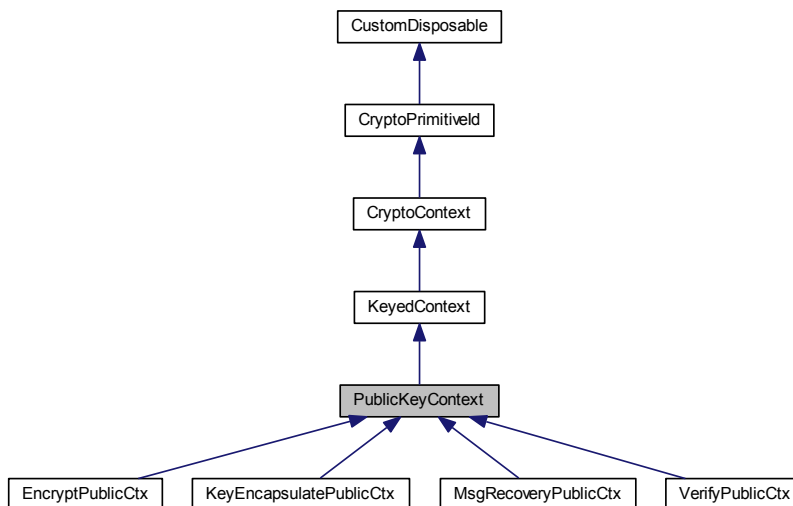 CustomDisposable
CryptoPrimitiveId
CryptoContext
KeyedContext
PublicKeyContext
EncryptPublicCtx
KeyEncapsulatePublicCtx
MsgRecoveryPublicCtx
VerifyPublicCtx